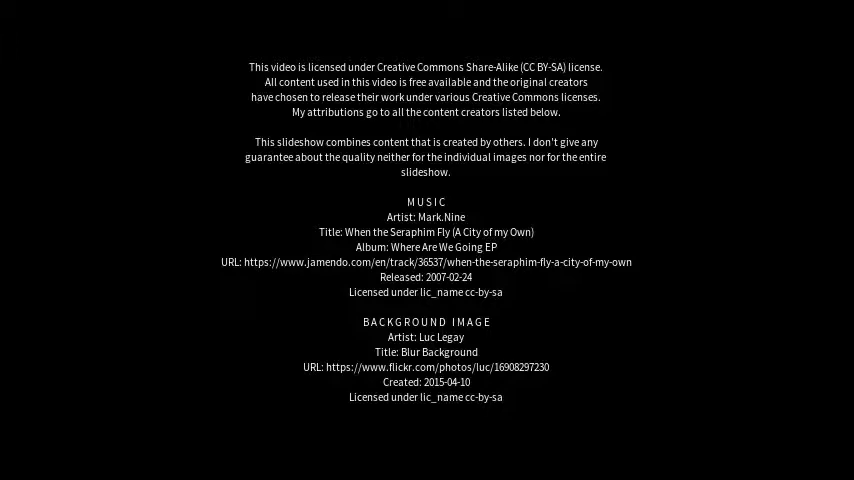 This video is licensed under Creative Commons Share-Alike (CC BY-SA) license.
All content used in this video is free available and the original creators
have chosen to release their work under various Creative Commons licenses.
My attributions go to all the content creators listed below.
This slideshow combines content that is created by others. I don't give any
guarantee about the quality neither for the individual images nor for the entire
slideshow.
MUSIC
Artist: Mark.Nine
Title: When the Seraphim Fly (A City of my Own)
Album: Where Are We Going EP
URL: https://www.jamendo.com/en/track/36537/when-the-seraphim-fly-a-city-of-my-own
Released: 2007-02-24
Licensed under lic_name cc-by-sa
BACKGROUND IMAGE
Artist: Luc Legay
Title: Blur Background
URL: https://www.flickr.com/photos/luc/16908297230
Created: 2015-04-10
Licensed under lic_name cc-by-sa